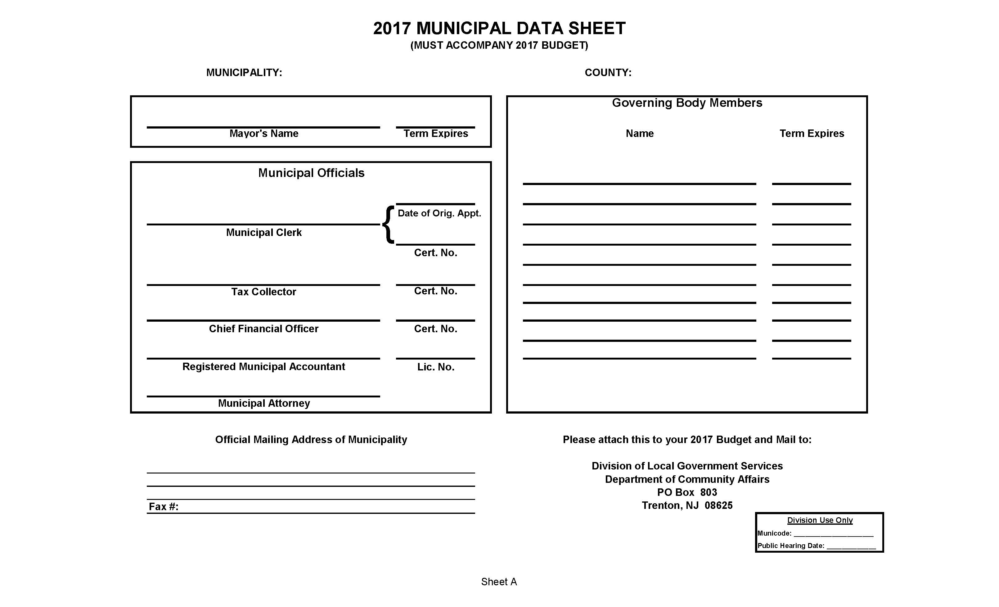 2017 MUNICIPAL DATA SHEET
(MUST ACCOMPANY 2017 BUDGET)
MUNICIPALITY:
COUNTY:
Mayor's Name
Term Expires
Municipal Officials
Date of Orig. Appt.
Municipal Clerk
Cert. No.
Tax Collector
Cert. No.
Chief Financial Officer
Cert. No.
Registered Municipal Accountant
Lic. No.
Municipal Attorney
Governing Body Members
Name
Term Expires
Official Mailing Address of Municipality
Fax #:
Please attach this to your 2017 Budget and Mail to:
Division of Local Government Services
Department of Community Affairs
PO Box 803
Trenton, NJ 08625
Division Use Only
Municode: ____________________
Public Hearing Date: ____________
Sheet A